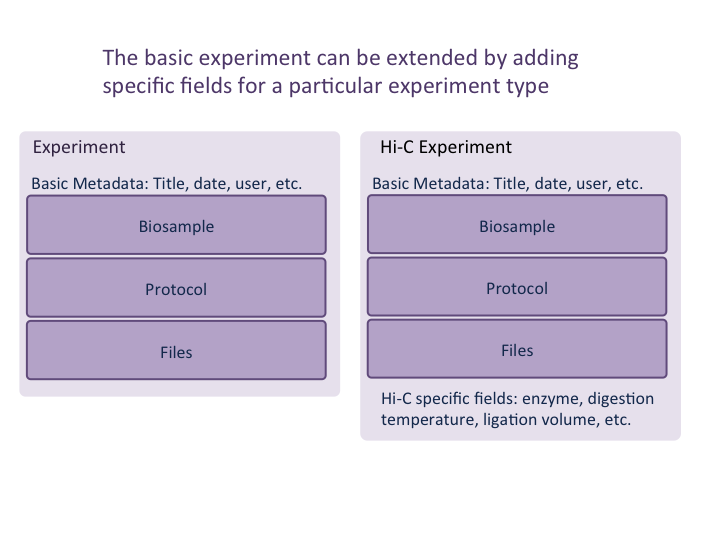 The basic experiment can be extended by adding
specific fields for a particular experiment type
Experiment
Basic Metadata: Title, date, user, etc.
Biosample
Protocol
Files
Hi-C Experiment
Basic Metadata: Title, date, user, etc.
Biosample
Protocol
Files
Hi-C specific fields: enzyme, digestion
temperature, ligation volume, etc.